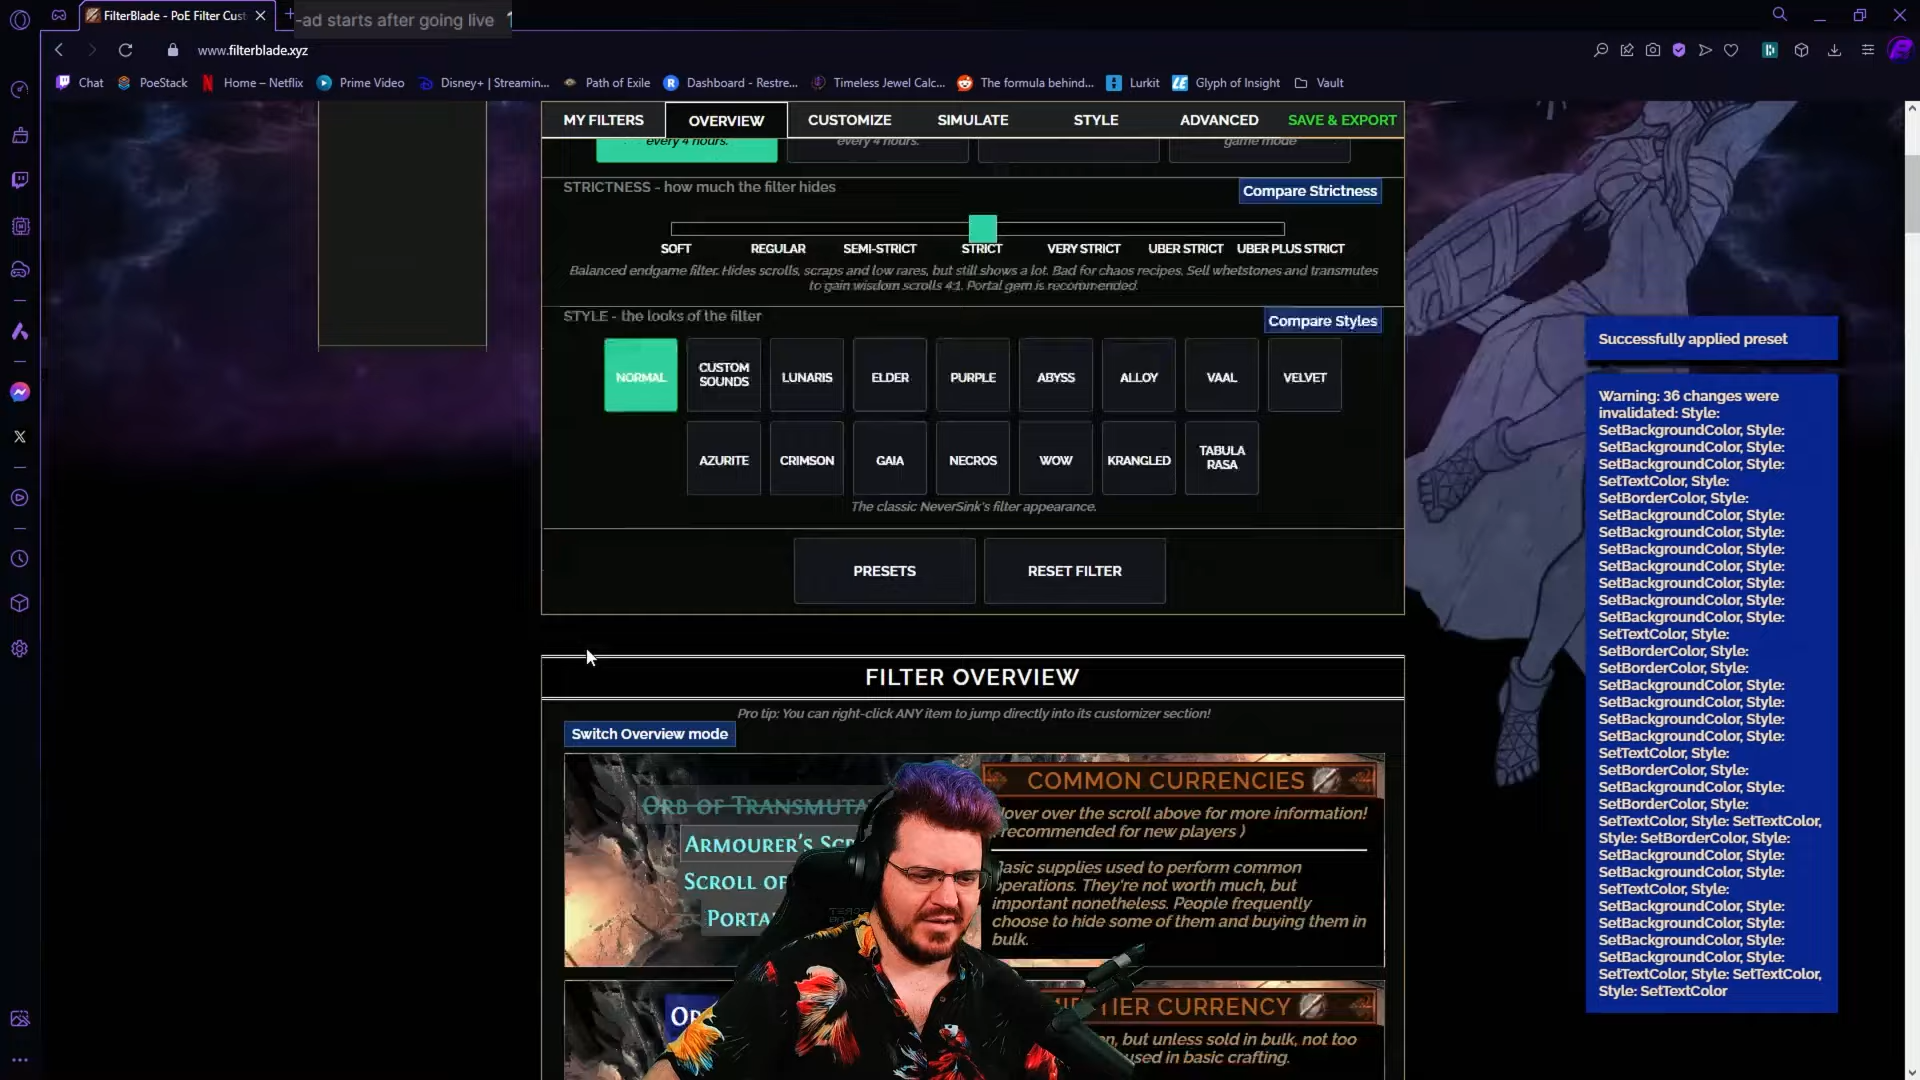 FilterBlade - PoE Filter Cust
-ad starts after going live
www.filterblade.xyz
Chat
PoeStack
Home – Netflix
Prime Video
Disney+ | Streamin...
Path of Exile
Dashboard - Restre...
Timeless Jewel Calc...
The formula behind...
Lurkit
Glyph of Insight
Vault
MY FILTERS
OVERVIEW
CUSTOMIZE
SIMULATE
STYLE
ADVANCED
SAVE & EXPORT
every 4 hours.
every 4 hours.
game mode
STRICTNESS - how much the filter hides
Compare Strictness
SOFT
REGULAR
SEMI-STRICT
STRICT
VERY STRICT
UBER STRICT
UBER PLUS STRICT
Balanced endgame filter. Hides scrolls, scraps and low rares, but still shows a lot. Bad for chaos recipes. Sell whetstones and transmutes
to gain wisdom scrolls 4:1. Portal gem is recommended.
STYLE - the looks of the filter
Compare Styles
NORMAL
CUSTOM
SOUNDS
LUNARIS
ELDER
PURPLE
ABYSS
ALLOY
VAAL
VELVET
AZURITE
CRIMSON
GAIA
NECROS
WOW
KRANGLED
TABULA
RASA
The classic NeverSink's filter appearance.
PRESETS
RESET FILTER
FILTER OVERVIEW
Pro tip: You can right-click ANY item to jump directly into its customizer section!
Switch Overview mode
ORB OF TRANSMUTA
ARMOURER'S SCR
SCROLL OF
PORTA
COMMON CURRENCIES
Hover over the scroll above for more information!
recommended for new players )
Basic supplies used to perform common
operations. They're not worth much, but
important nonetheless. People frequently
choose to hide some of them and buying them in
bulk.
TIER CURRENCY
, but unless sold in bulk, not too
used in basic crafting.
Successfully applied preset
Warning: 36 changes were
invalidated: Style:
SetBackgroundColor, Style:
SetBackgroundColor, Style:
SetBackgroundColor, Style:
SetTextColor, Style:
SetBorderColor, Style:
SetBackgroundColor, Style:
SetBackgroundColor, Style:
SetBackgroundColor, Style:
SetBackgroundColor, Style:
SetBackgroundColor, Style:
SetBackgroundColor, Style:
SetBackgroundColor, Style:
SetTextColor, Style:
SetBorderColor, Style:
SetBackgroundColor, Style:
SetBackgroundColor, Style:
SetBackgroundColor, Style:
SetBackgroundColor, Style:
SetBackgroundColor, Style:
SetTextColor, Style:
SetBorderColor, Style:
SetBackgroundColor, Style:
SetBorderColor, Style:
SetTextColor, Style: SetTextColor,
Style: SetBorderColor, Style:
SetBackgroundColor, Style:
SetBackgroundColor, Style:
SetTextColor, Style:
SetBackgroundColor, Style:
SetBackgroundColor, Style:
SetBackgroundColor, Style:
SetBackgroundColor, Style:
SetTextColor, Style: SetTextColor,
Style: SetTextColor